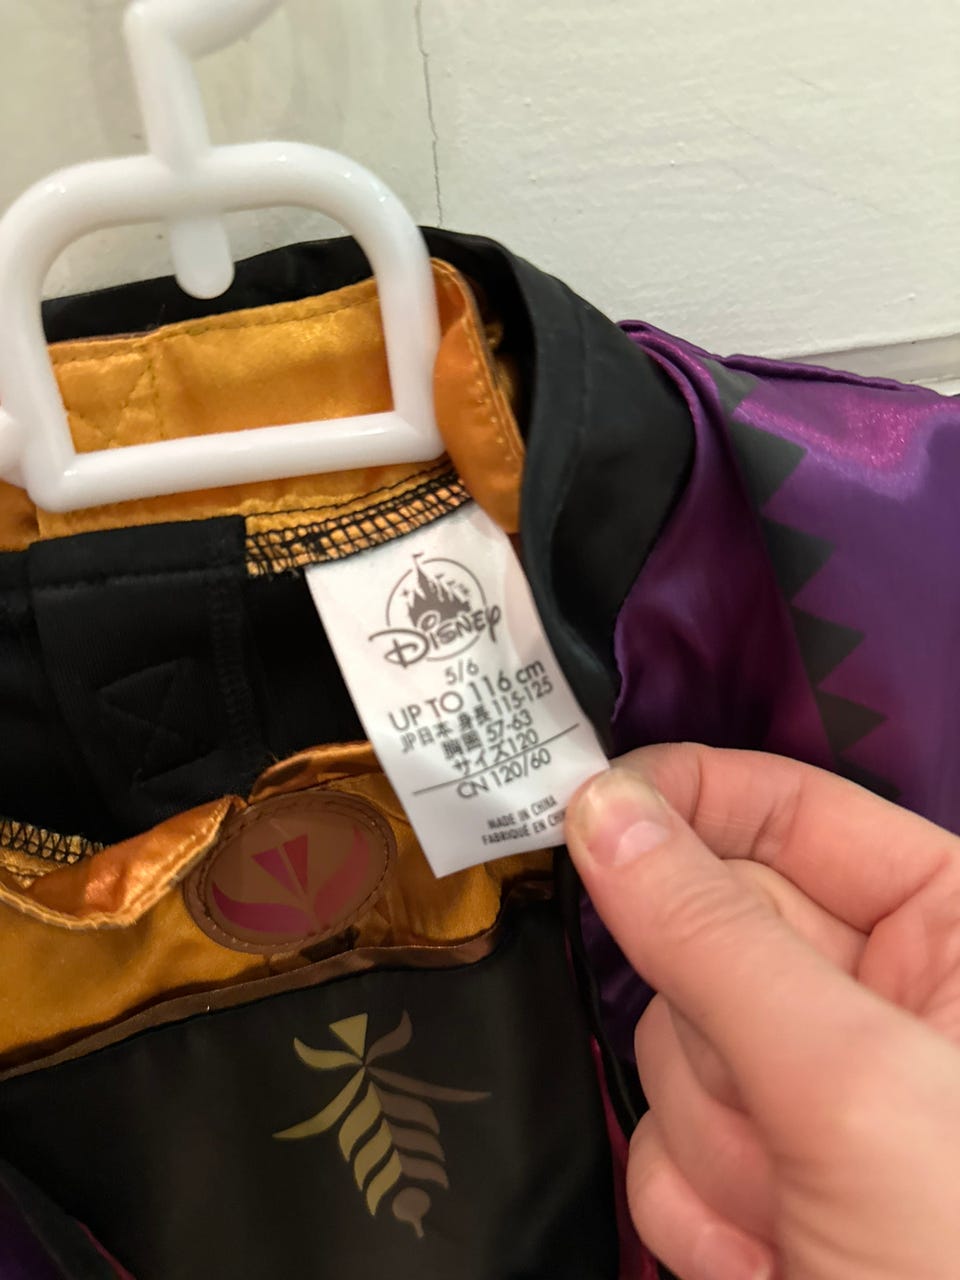 Disney
5/6
UP TO 116 cm
JP日本 身長 115-125
胸囲 57-63
サイズ120
CN 120/60
MADE IN CHINA
FABRIQUÉ EN